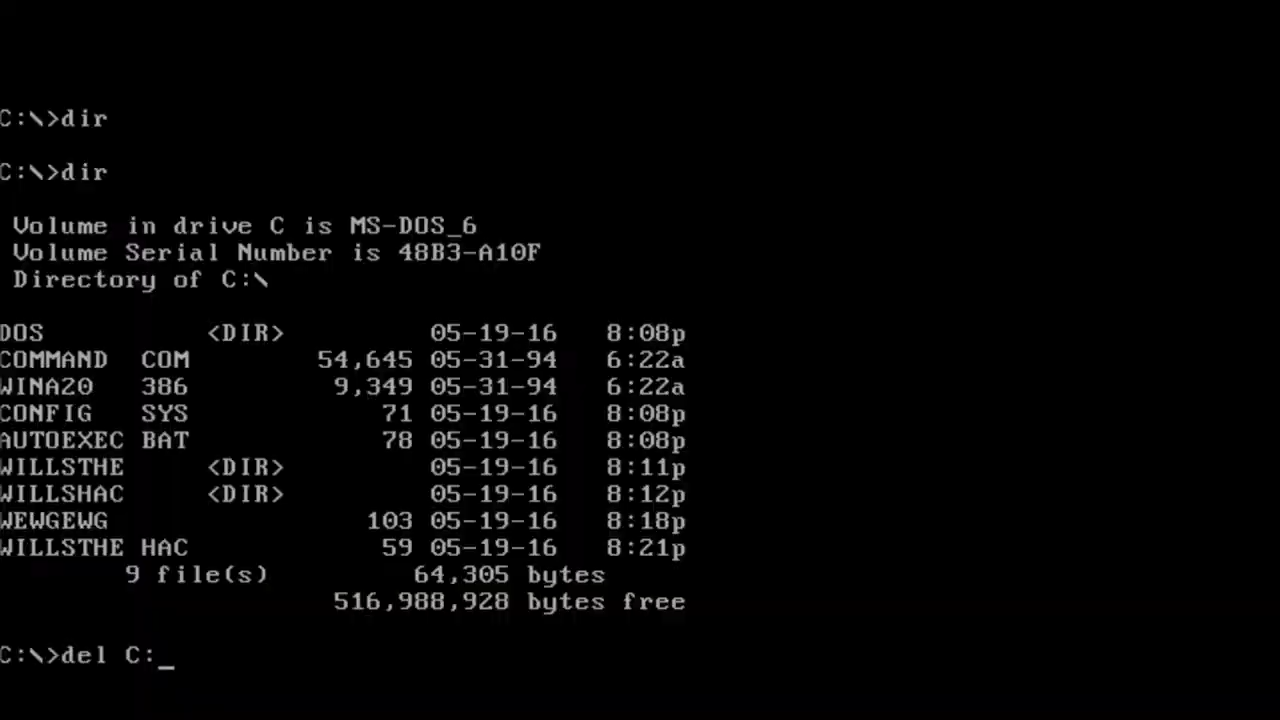 C:\>dir
C:\>dir
Volume in drive C is MS-DOS_6
Volume Serial Number is 48B3-A10F
Directory of C:\
DOS <DIR> 05-19-16 8:08p
COMMAND COM 54,645 05-31-94 6:22a
WINA20 386 9,349 05-31-94 6:22a
CONFIG SYS 71 05-19-16 8:08p
AUTOEXEC BAT 78 05-19-16 8:08p
WILLSTHE <DIR> 05-19-16 8:11p
WILLSHAC <DIR> 05-19-16 8:12p
WEWGEWG 103 05-19-16 8:18p
WILLSTHE HAC 59 05-19-16 8:21p
9 file(s) 64,305 bytes
516,988,928 bytes free
C:\>del C:_